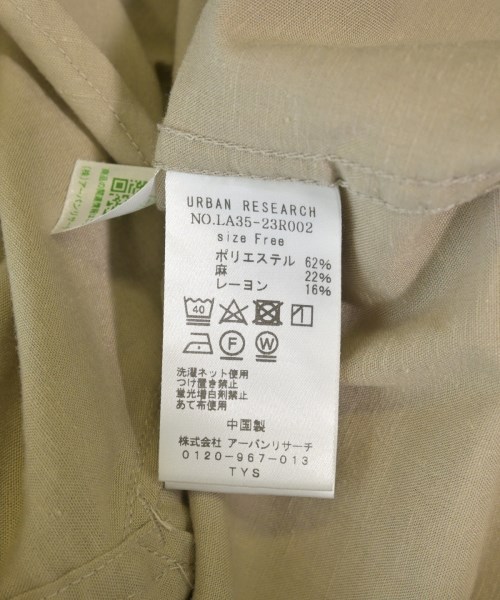 URBAN RESEARCH
NO.LA35-23R002
size Free
ポリエステル 62%
麻 22%
レーヨン 16%
40
F
W
洗濯ネット使用
つけ置き禁止
蛍光増白剤禁止
あて布使用
中国製
株式会社 アーバンリサーチ
0120-967-013
TYS